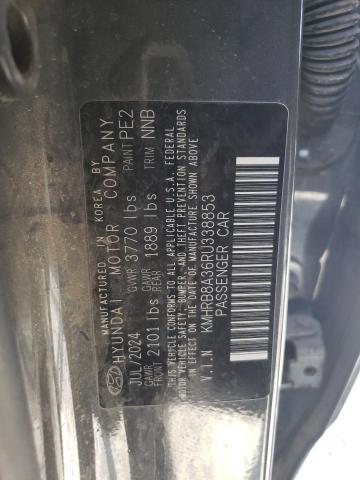 MANUFACTURED IN KOREA BY
HYUNDAI MOTOR COMPANY
JUL/2024 GVWR 3770 lbs PAINT PE2
GAWR FRONT 2101 lbs GAWR REAR 1889 lbs TRIM NNB
THIS VEHICLE CONFORMS TO ALL APPLICABLE U.S.A. FEDERAL
MOTOR VEHICLE SAFETY, BUMPER, AND THEFT PREVENTION STANDARDS
IN EFFECT ON THE DATE OF MANUFACTURE SHOWN ABOVE.
V.I.N KMHRB8A36RU338853
PASSENGER CAR